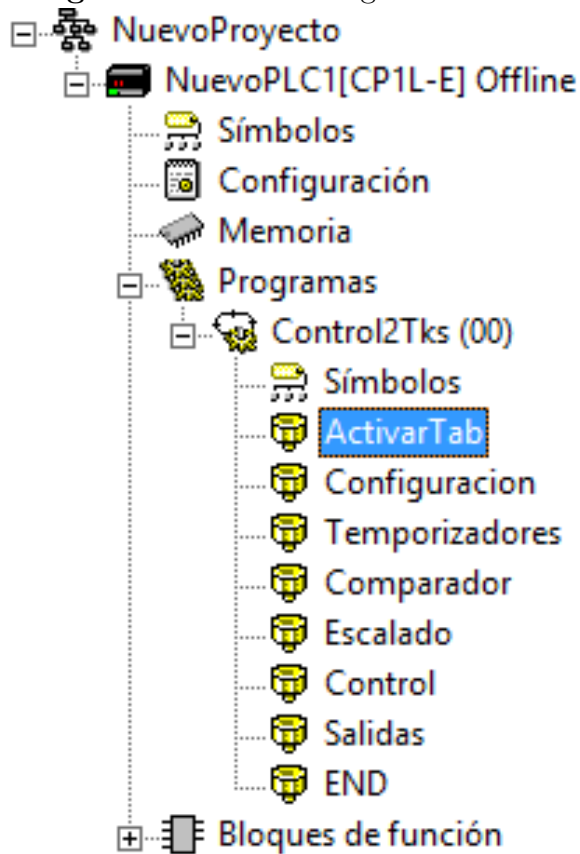 NuevoProyecto
NuevoPLC1[CP1L-E] Offline
Símbolos
Configuración
Memoria
Programas
Control2Tks (00)
Símbolos
ActivarTab
Configuracion
Temporizadores
Comparador
Escalado
Control
Salidas
END
Bloques de función